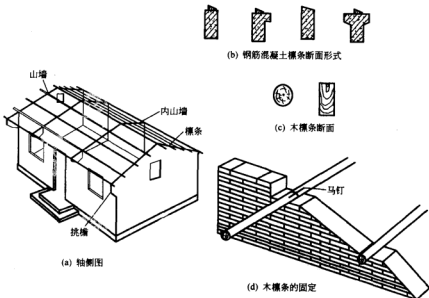 (b) 钢筋混凝土檩条断面形式
山墙
内山墙
檩条
(c) 木檩条断面
马钉
挑檐
(a) 轴侧图
(d) 木檩条的固定